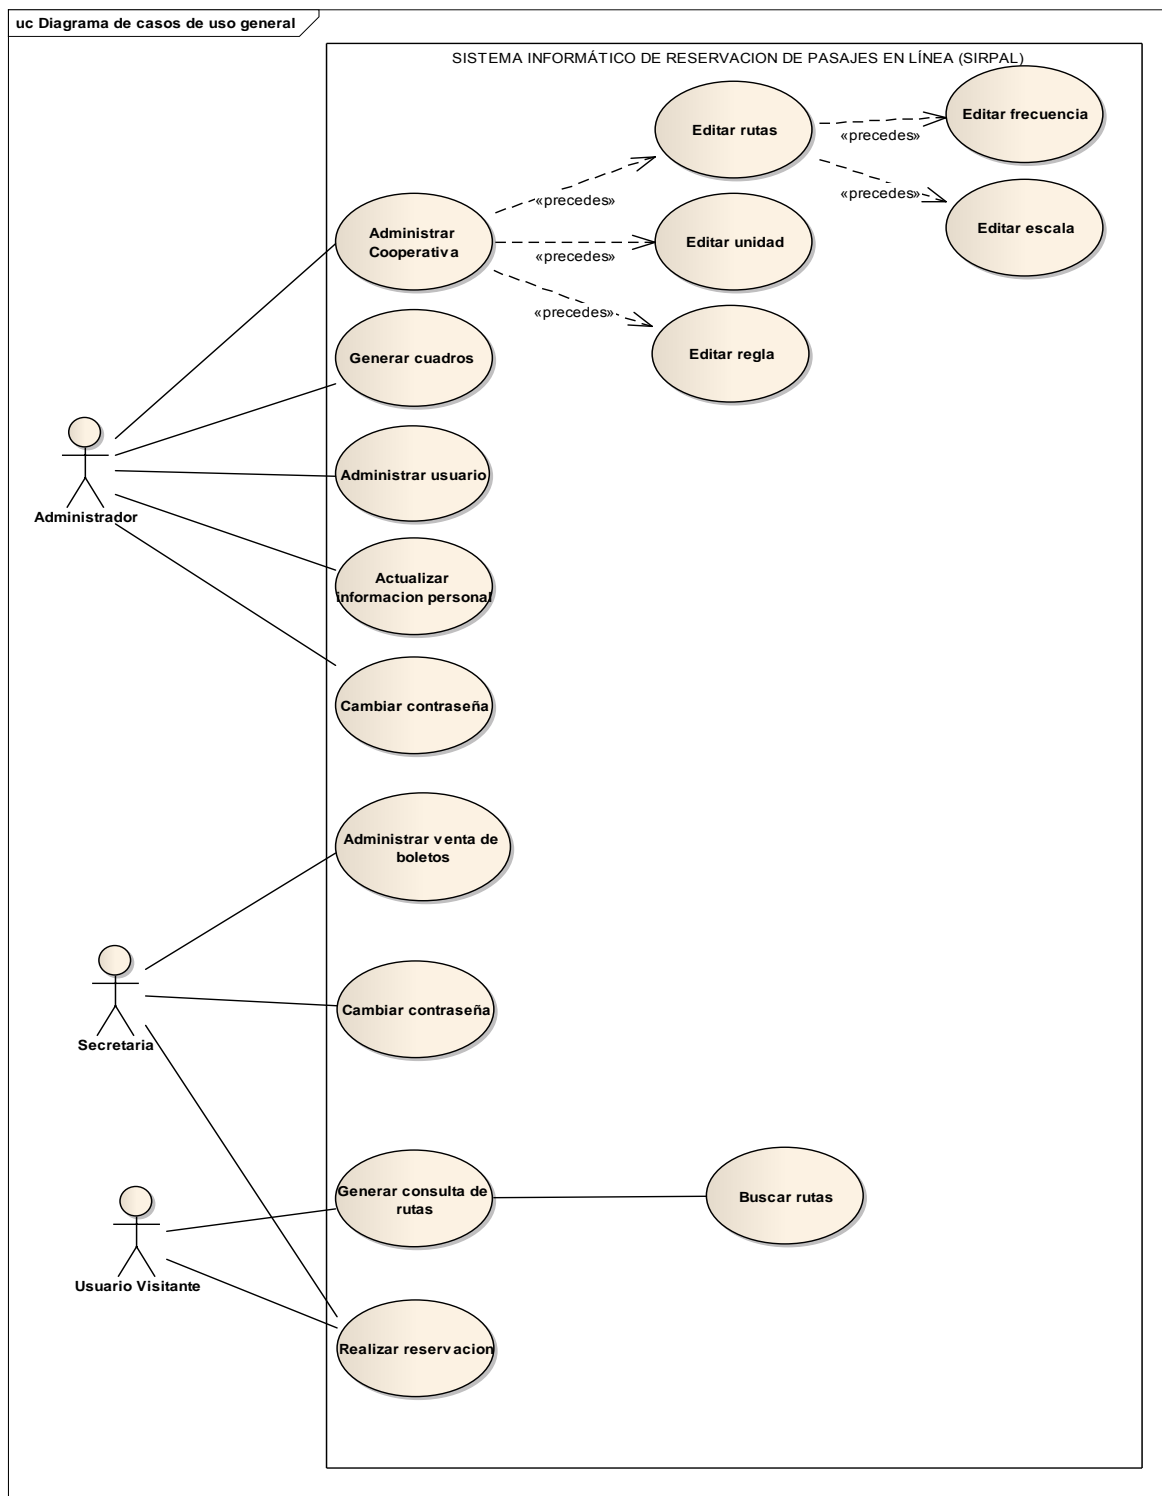 uc Diagrama de casos de uso general
SISTEMA INFORMÁTICO DE RESERVACION DE PASAJES EN LÍNEA (SIRPAL)
Editar rutas
«precedes»
Editar frecuencia
«precedes»
Editar escala
Administrar
Cooperativa
«precedes»
«precedes»
Editar unidad
«precedes»
Editar regla
Generar cuadros
Administrar usuario
Administrador
Actualizar
informacion personal
Cambiar contraseña
Administrar venta de
boletos
Secretaria
Cambiar contraseña
Generar consulta de
rutas
Buscar rutas
Usuario Visitante
Realizar reservacion